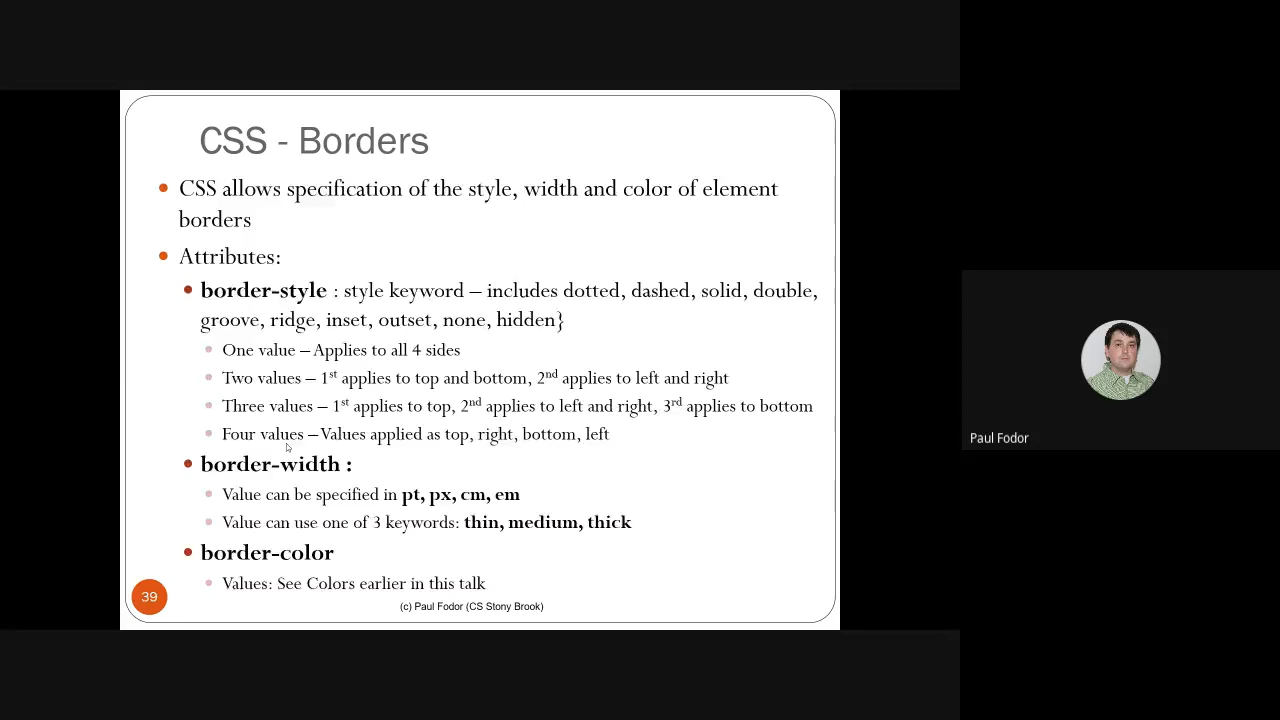 CSS - Borders
CSS allows specification of the style, width and color of element
borders
Attributes:
border-style : style keyword – includes dotted, dashed, solid, double,
groove, ridge, inset, outset, none, hidden}
One value – Applies to all 4 sides
Two values – 1st applies to top and bottom, 2nd applies to left and right
Three values – 1st applies to top, 2nd applies to left and right, 3rd applies to bottom
Four values – Values applied as top, right, bottom, left
border-width :
Value can be specified in pt, px, cm, em
Value can use one of 3 keywords: thin, medium, thick
border-color
Values: See Colors earlier in this talk
39
(c) Paul Fodor (CS Stony Brook)
Paul Fodor